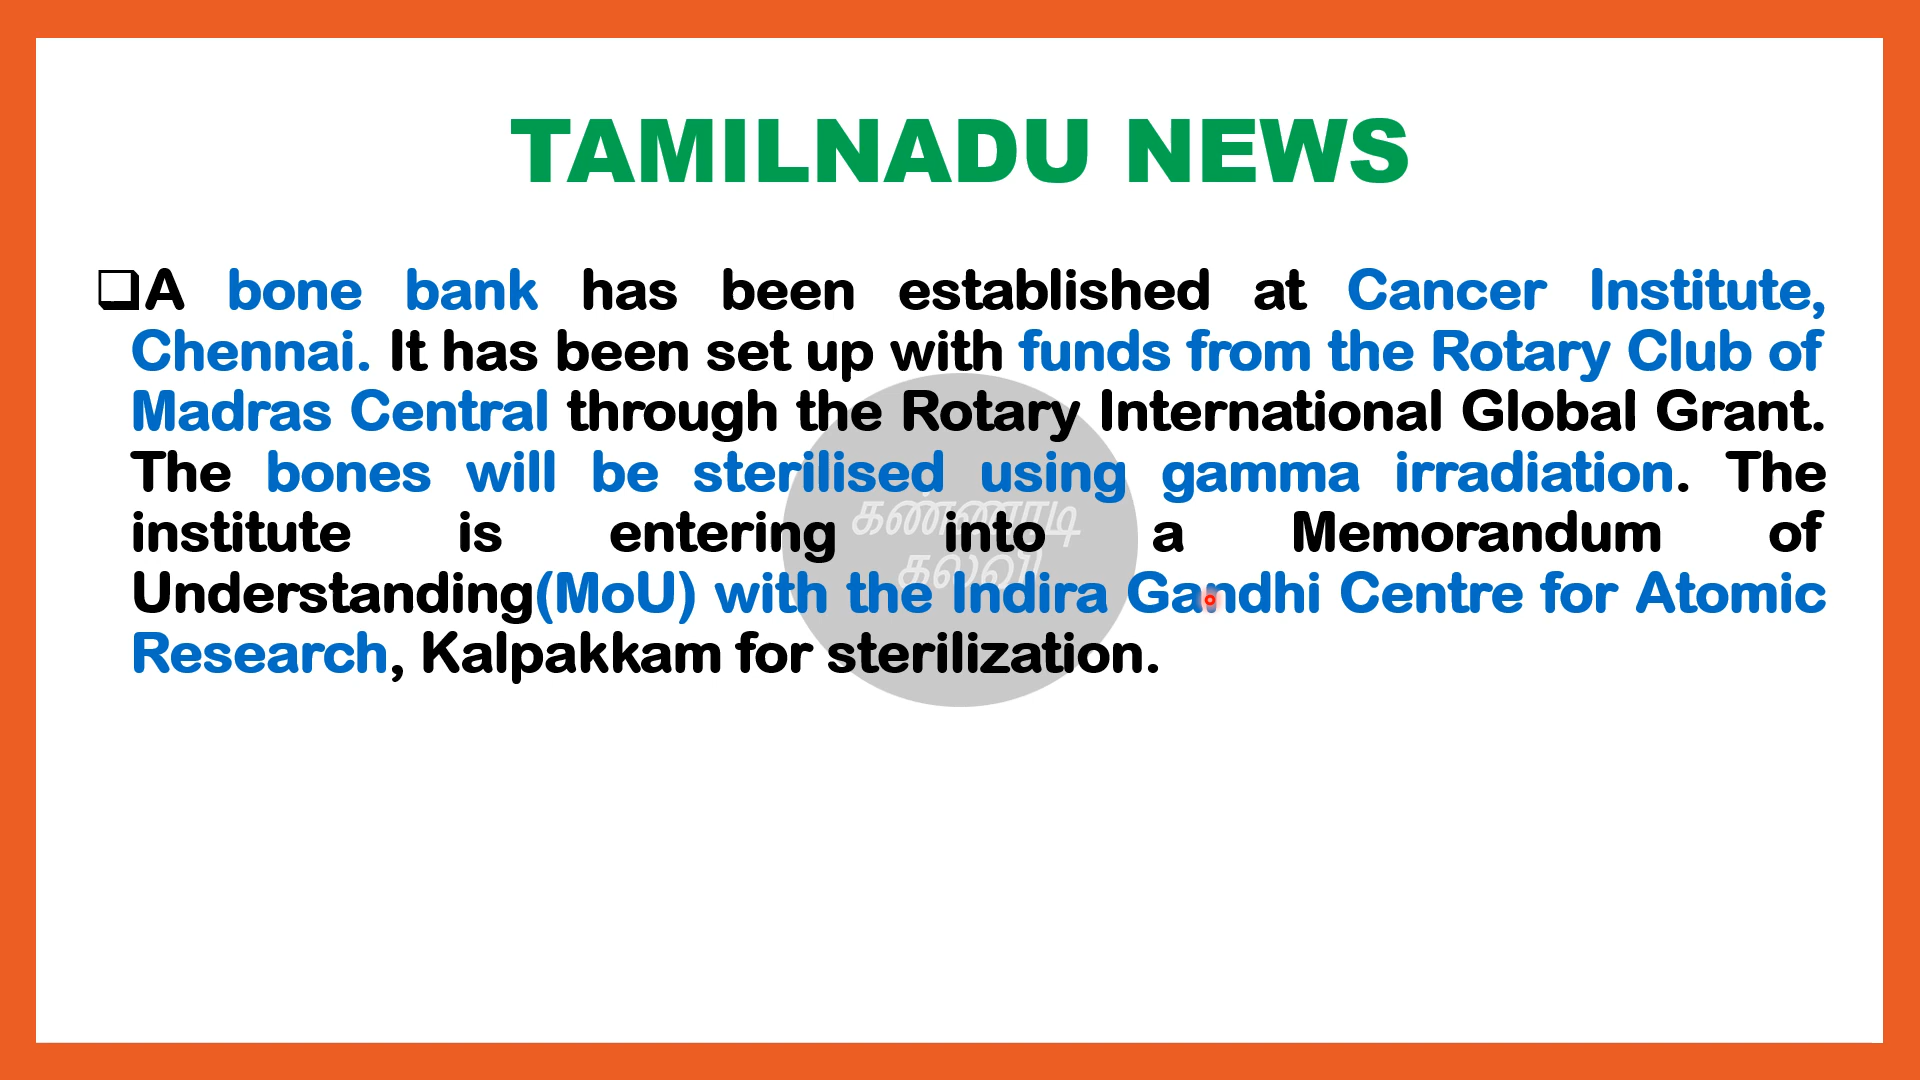 TAMILNADU NEWS
❑A bone bank has been established at Cancer Institute,
Chennai. It has been set up with funds from the Rotary Club of
Madras Central through the Rotary International Global Grant.
The bones will be sterilised using gamma irradiation. The
institute is entering into a Memorandum of
Understanding(MoU) with the Indira Gandhi Centre for Atomic
Research, Kalpakkam for sterilization.
கண்ணாடி
கல்வி